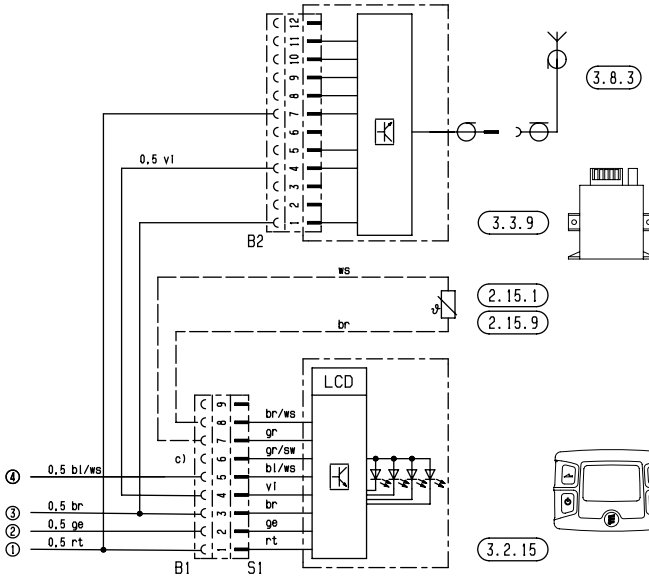 12
11
10
9
8
7
6
5
4
3
2
1
B2
3.8.3
0.5 vi
3.3.9
ws
ϑ
2.15.1
br
2.15.9
LCD
9
8 br/ws
7 gr
c) 6 gr/sw
④ 0.5 bl/ws 5 bl/ws
4 vi
③ 0.5 br 3 br
② 0.5 ge 2 ge
① 0.5 rt 1 rt
B1 S1
3.2.15